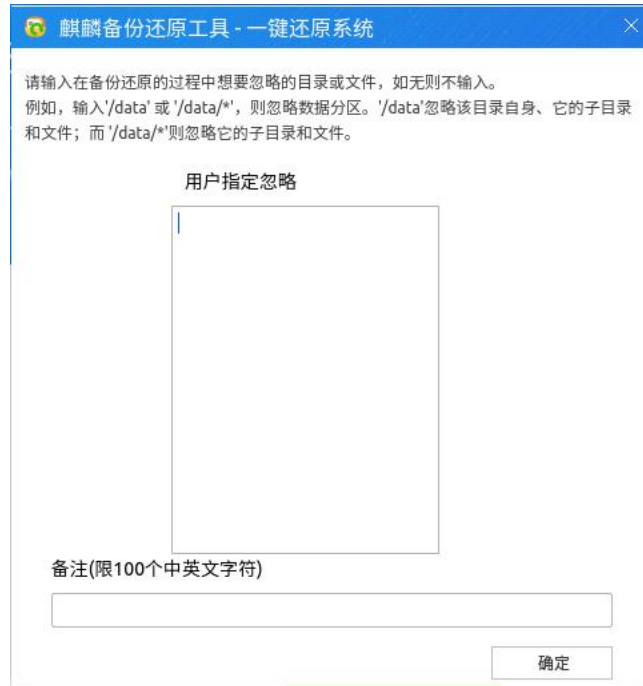 麒麟备份还原工具 - 一键还原系统
请输入在备份还原的过程中想要忽略的目录或文件，如无则不输入。
例如，输入'/data' 或 '/data/*'，则忽略数据分区。'/data'忽略该目录自身、它的子目录
和文件；而 '/data/*'则忽略它的子目录和文件。
用户指定忽略
备注(限100个中英文字符)
确定